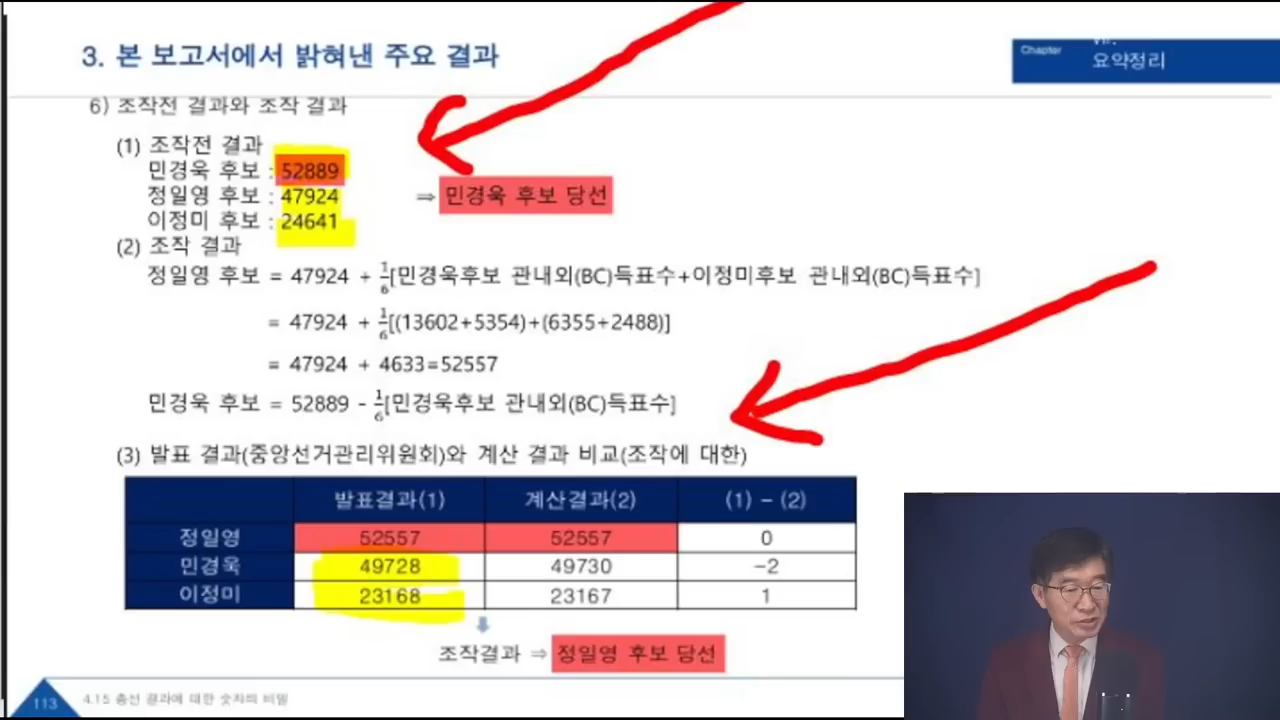 3. 본 보고서에서 밝혀낸 주요 결과
Chapter
요약정리
6) 조작전 결과와 조작 결과
(1) 조작전 결과
민경욱 후보 : 52889
정일영 후보 : 47924
⇒ 민경욱 후보 당선
이정미 후보 : 24641
(2) 조작 결과
정일영 후보 = 47924 + 1/6[민경욱후보 관내외(BC)득표수+이정미후보 관내외(BC)득표수]
= 47924 + 1/6[(13602+5354)+(6355+2488)]
= 47924 + 4633=52557
민경욱 후보 = 52889 - 1/6[민경욱후보 관내외(BC)득표수]
(3) 발표 결과(중앙선거관리위원회)와 계산 결과 비교(조작에 대한)
발표결과(1) 계산결과(2) (1) - (2)
정일영 52557 52557 0
민경욱 49728 49730 -2
이정미 23168 23167 1
조작결과 ⇒ 정일영 후보 당선
113 4.15 총선 결과에 대한 숫자의 비밀